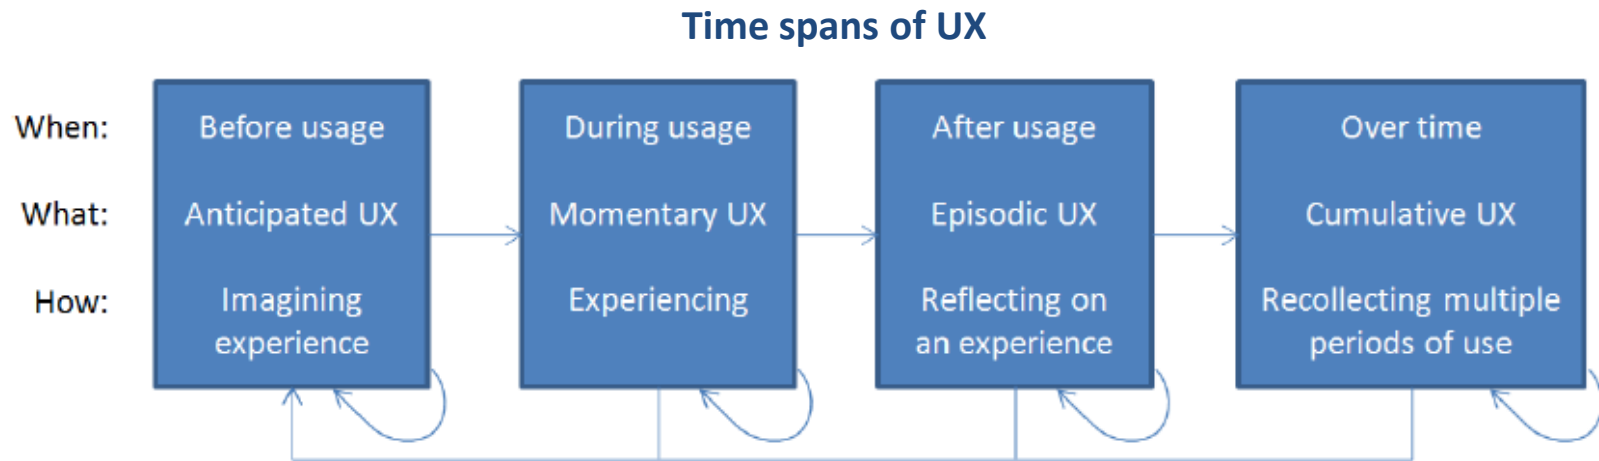 Time spans of UX
When: Before usage During usage After usage Over time
What: Anticipated UX Momentary UX Episodic UX Cumulative UX
How: Imagining Experiencing Reflecting on Recollecting multiple
experience an experience periods of use